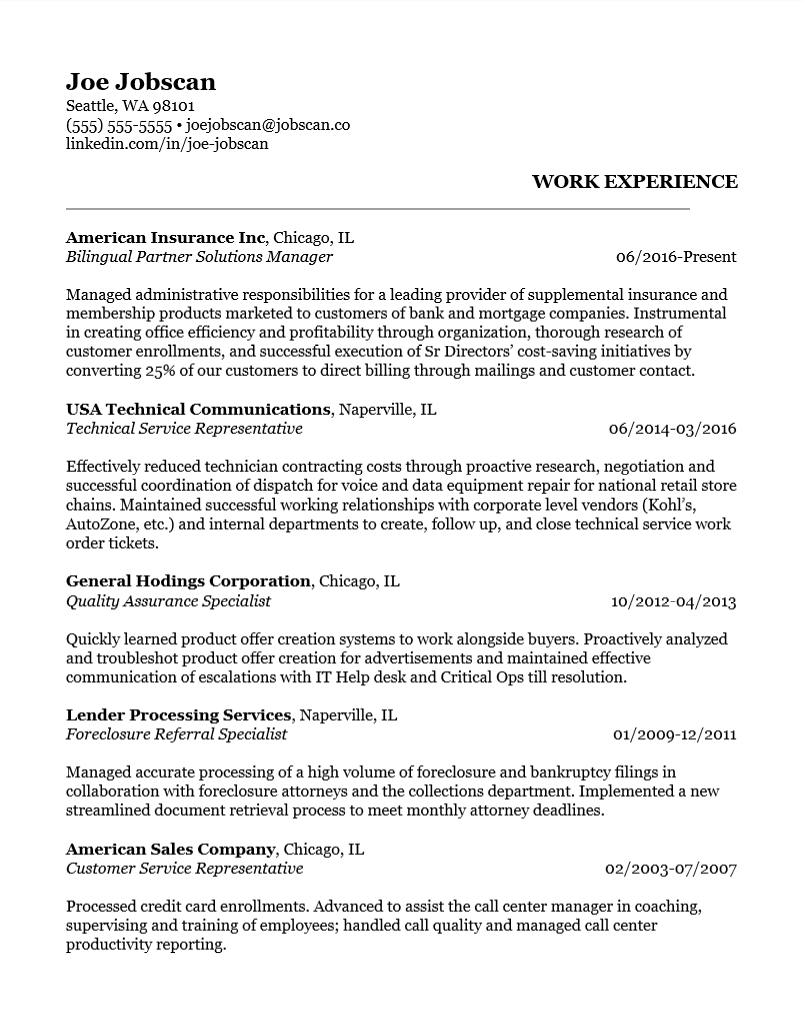 Joe Jobscan
Seattle, WA 98101
(555) 555-5555 • joejobscan@jobscan.co
linkedin.com/in/joe-jobscan
WORK EXPERIENCE
American Insurance Inc, Chicago, IL
Bilingual Partner Solutions Manager 06/2016-Present
Managed administrative responsibilities for a leading provider of supplemental insurance and
membership products marketed to customers of bank and mortgage companies. Instrumental
in creating office efficiency and profitability through organization, thorough research of
customer enrollments, and successful execution of Sr Directors’ cost-saving initiatives by
converting 25% of our customers to direct billing through mailings and customer contact.
USA Technical Communications, Naperville, IL
Technical Service Representative 06/2014-03/2016
Effectively reduced technician contracting costs through proactive research, negotiation and
successful coordination of dispatch for voice and data equipment repair for national retail store
chains. Maintained successful working relationships with corporate level vendors (Kohl’s,
AutoZone, etc.) and internal departments to create, follow up, and close technical service work
order tickets.
General Hodings Corporation, Chicago, IL
Quality Assurance Specialist 10/2012-04/2013
Quickly learned product offer creation systems to work alongside buyers. Proactively analyzed
and troubleshot product offer creation for advertisements and maintained effective
communication of escalations with IT Help desk and Critical Ops till resolution.
Lender Processing Services, Naperville, IL
Foreclosure Referral Specialist 01/2009-12/2011
Managed accurate processing of a high volume of foreclosure and bankruptcy filings in
collaboration with foreclosure attorneys and the collections department. Implemented a new
streamlined document retrieval process to meet monthly attorney deadlines.
American Sales Company, Chicago, IL
Customer Service Representative 02/2003-07/2007
Processed credit card enrollments. Advanced to assist the call center manager in coaching,
supervising and training of employees; handled call quality and managed call center
productivity reporting.